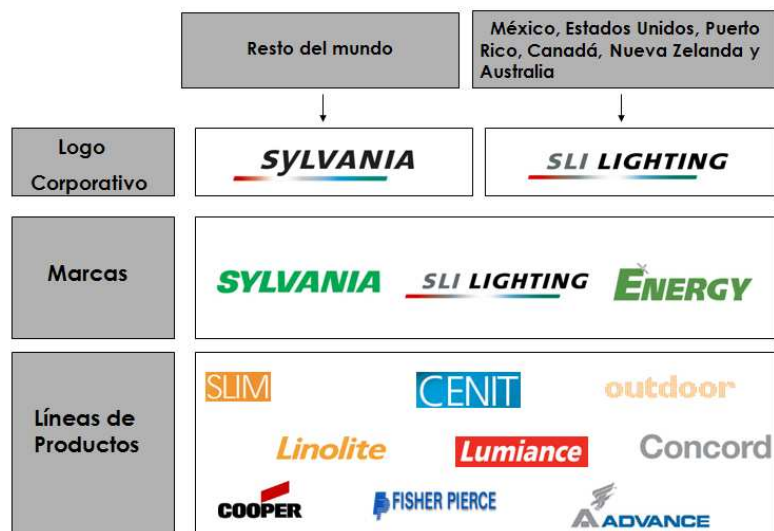 Resto del mundo
México, Estados Unidos, Puerto
Rico, Canadá, Nueva Zelanda y
Australia
Logo
Corporativo
SYLVANIA
SLI LIGHTING
Marcas
SYLVANIA
SLI LIGHTING
ENERGY
Líneas de
Productos
SLIM
CENIT
outdoor
Linolite
Lumiance
Concord
COOPER
FISHER PIERCE
ADVANCE